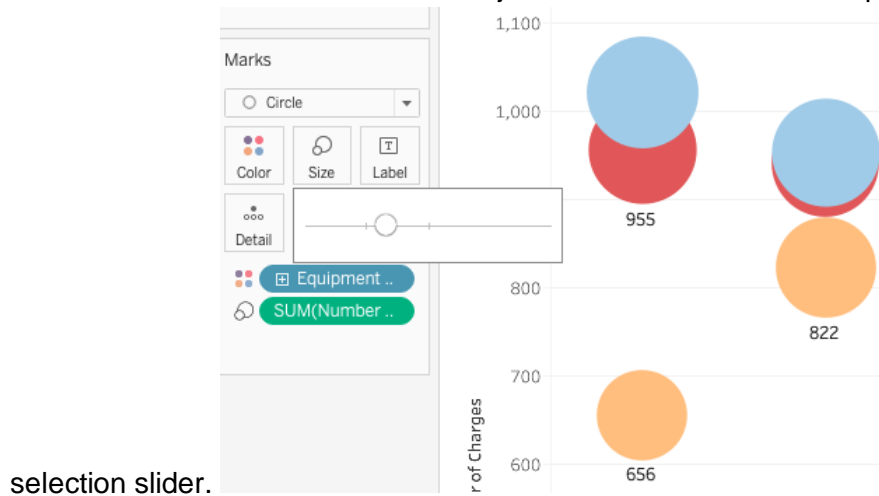 1,100
Marks
Circle
1,000
Color Size Label
T
955
Detail
Equipment ..
800
SUM(Number ..
822
700
of Charges
600
656
selection slider.